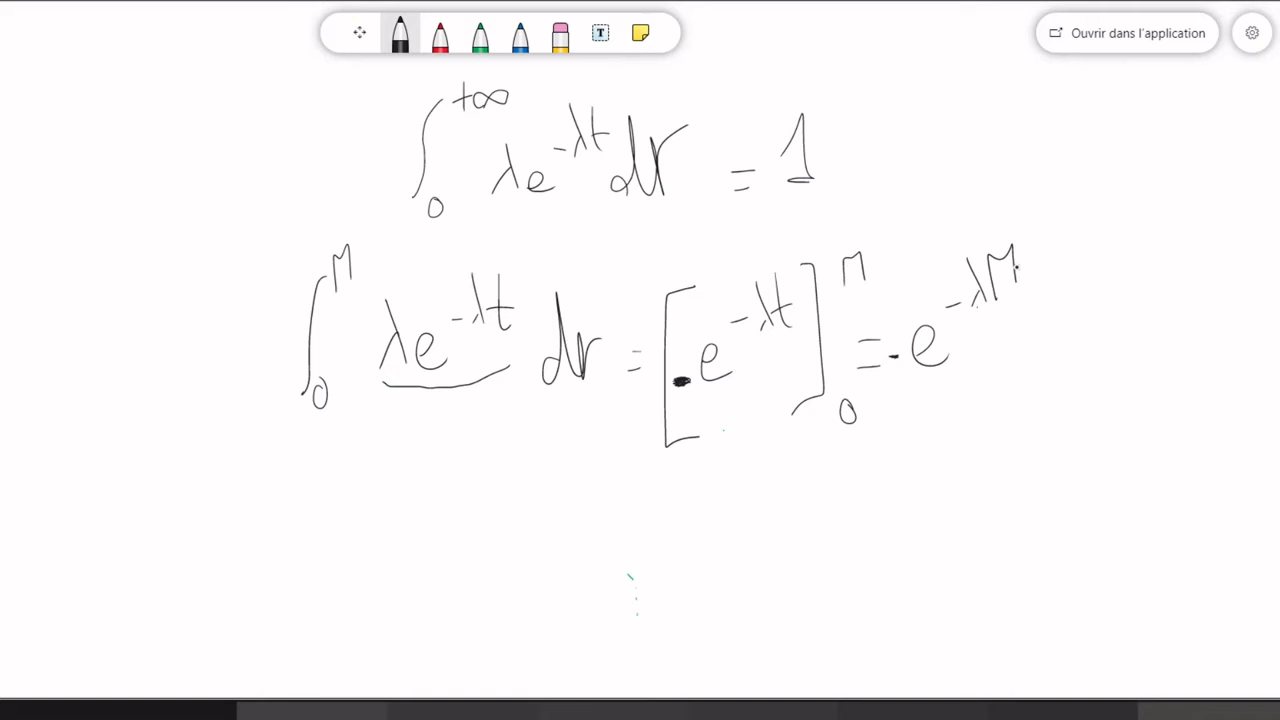 T
Ouvrir dans l'application
∫₀^{+∞} λe^{-λt} dt = 1
∫₀^M λe^{-λt} dt = [-e^{-λt}]₀^M = -e^{-λM}